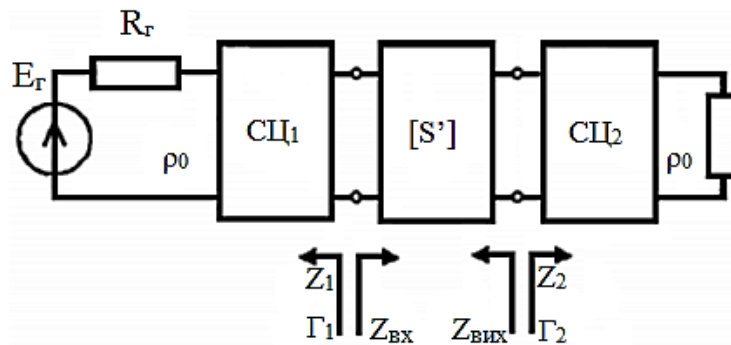 Rг
Eг
ρ0 СЦ1 [S’] СЦ2 ρ0
Z1 Z2
Г1 Zвх Zвих Г2